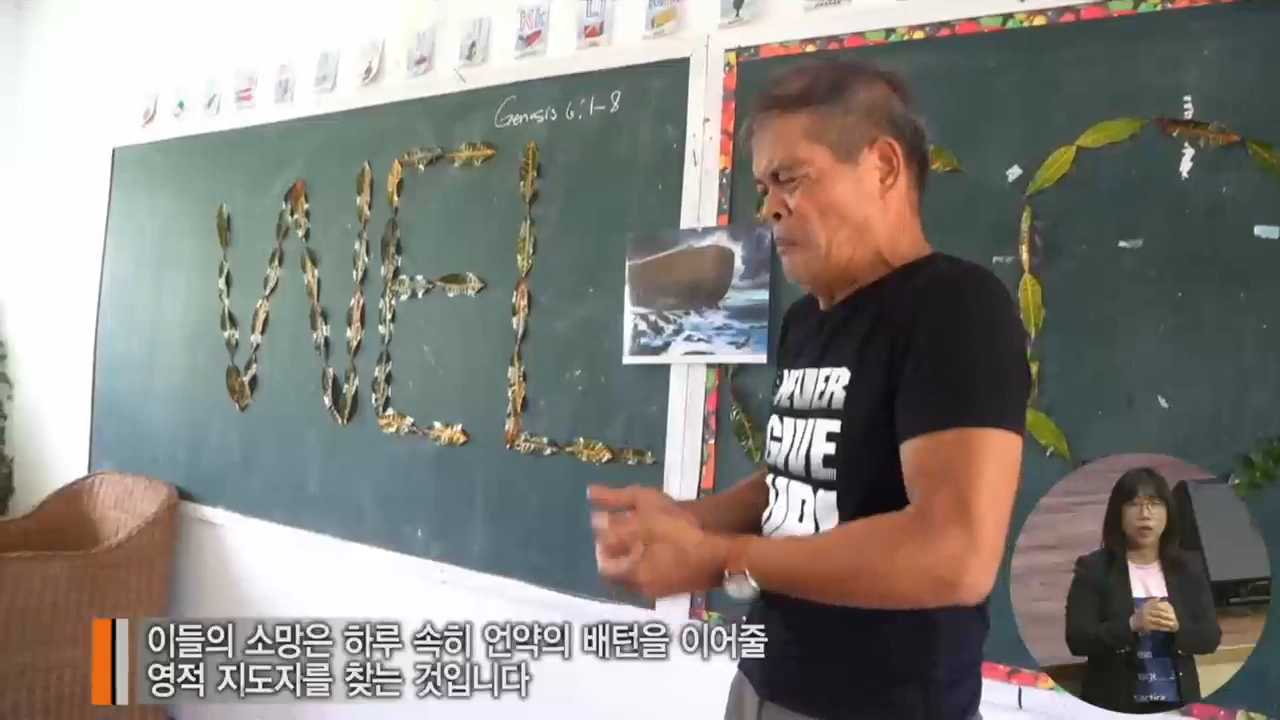 Genesis 6:1-8
WEL
NEVER
GIVE
이들의 소망은 하루 속히 언약의 배턴을 이어줄
영적 지도자를 찾는 것입니다